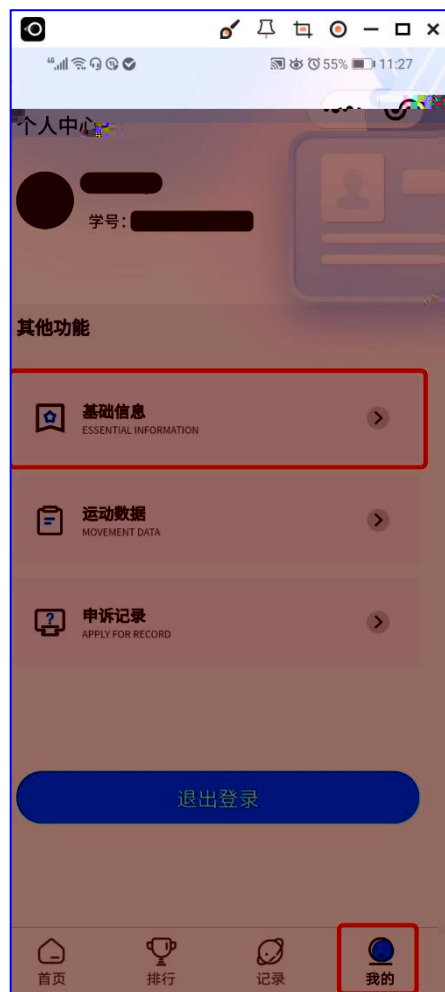 46 55% 11:27
个人中心
学号:
其他功能
基础信息
ESSENTIAL INFORMATION
运动数据
MOVEMENT DATA
申诉记录
APPLY FOR RECORD
退出登录
首页 排行 记录 我的